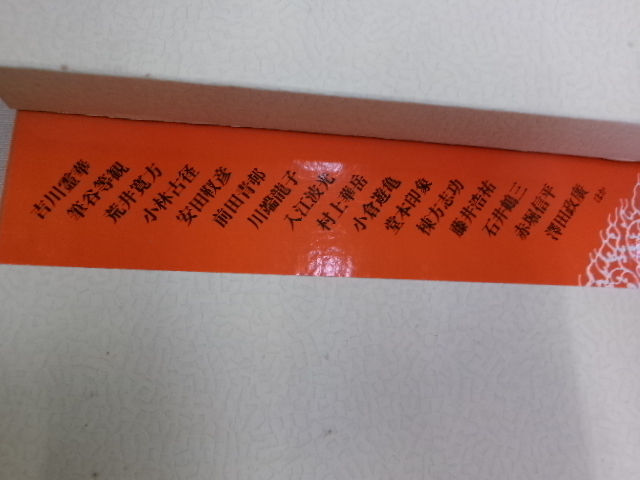 吉川霊華
筆谷等観
荒井寛方
小林古径
安田靫彦
前田青邨
川端龍子
入江波光
村上華岳
小倉遊亀
堂本印象
棟方志功
藤井浩祐
石井鶴三
赤堀信平
澤田政廣
ほか